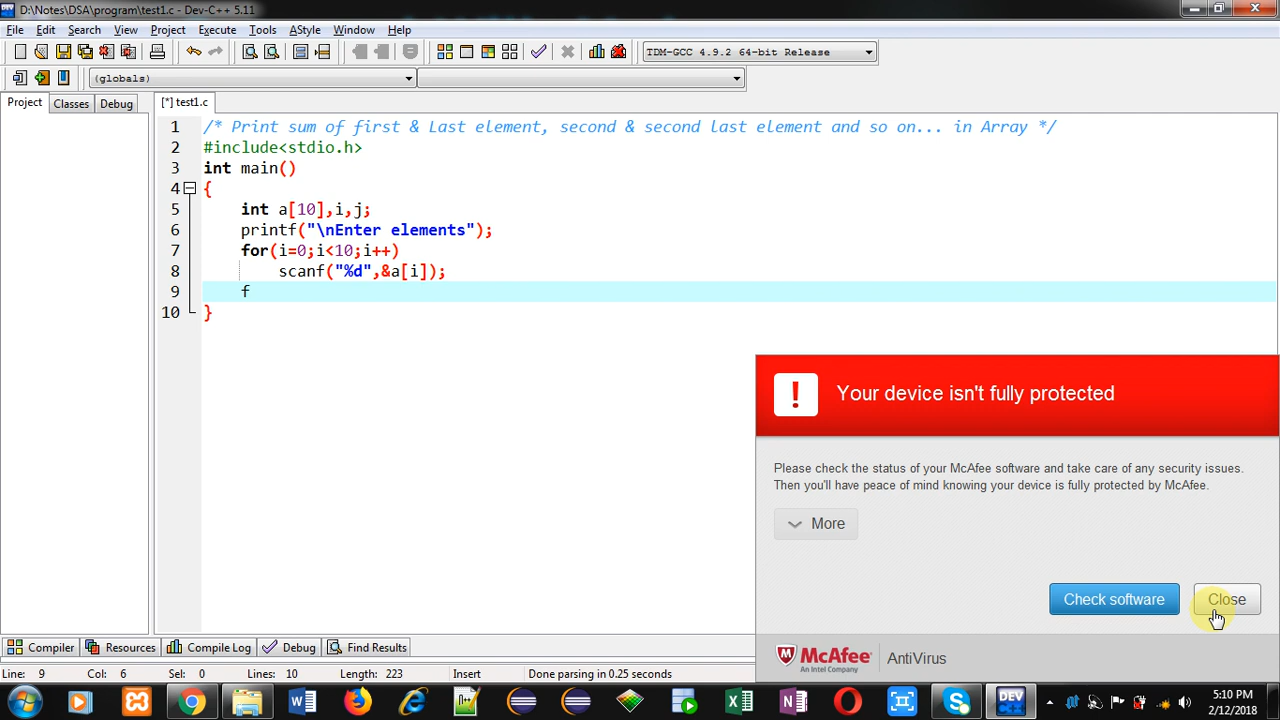 D:\Notes\DSA\program\test1.c - Dev-C++ 5.11
File Edit Search View Project Execute Tools AStyle Window Help
TDM-GCC 4.9.2 64-bit Release
(globals)
Project Classes Debug [*] test1.c
1 /* Print sum of first & Last element, second & second last element and so on... in Array */
2 #include<stdio.h>
3 int main()
4 {
5 int a[10],i,j;
6 printf("\nEnter elements");
7 for(i=0;i<10;i++)
8 scanf("%d",&a[i]);
9 f
10 }
Your device isn't fully protected
Please check the status of your McAfee software and take care of any security issues.
Then you'll have peace of mind knowing your device is fully protected by McAfee.
More
Check software Close
McAfee AntiVirus
An Intel Company
Compiler Resources Compile Log Debug Find Results
Line: 9 Col: 6 Sel: 0 Lines: 10 Length: 223 Insert Done parsing in 0.25 seconds
5:10 PM
2/12/2018